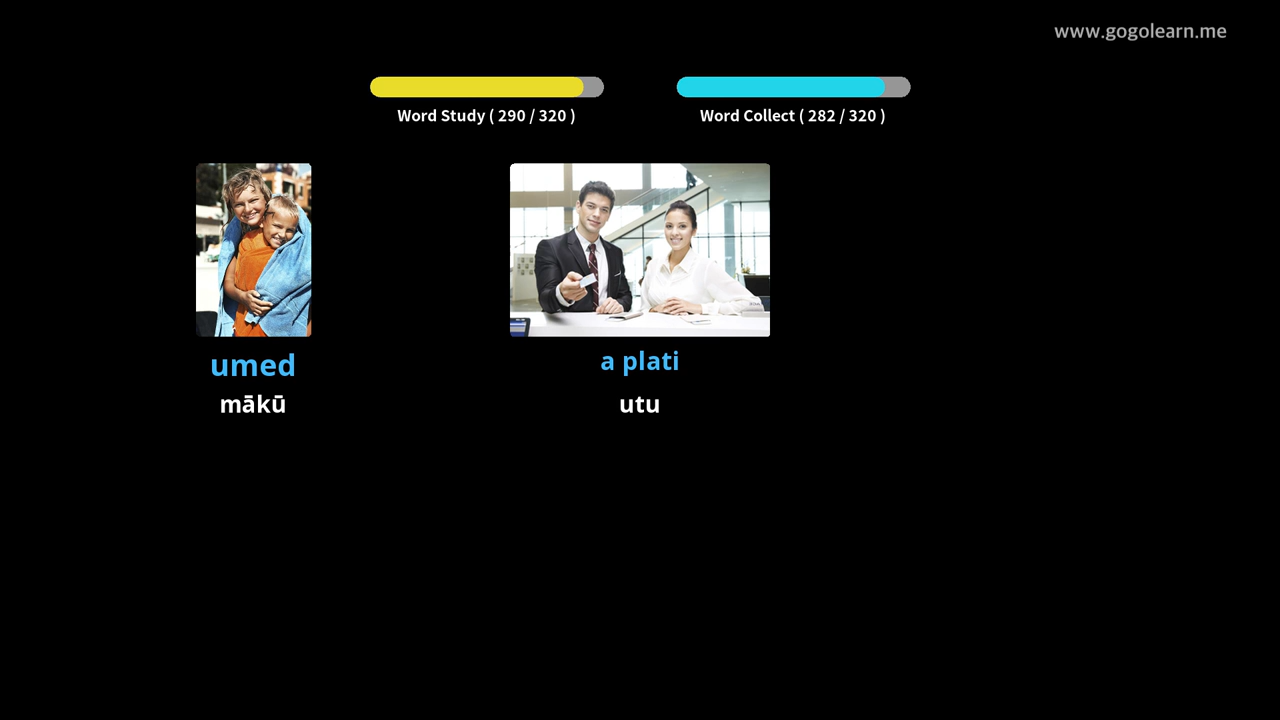 www.gogolearn.me
Word Study ( 290 / 320 )
Word Collect ( 282 / 320 )
umed
mākū
a plati
utu